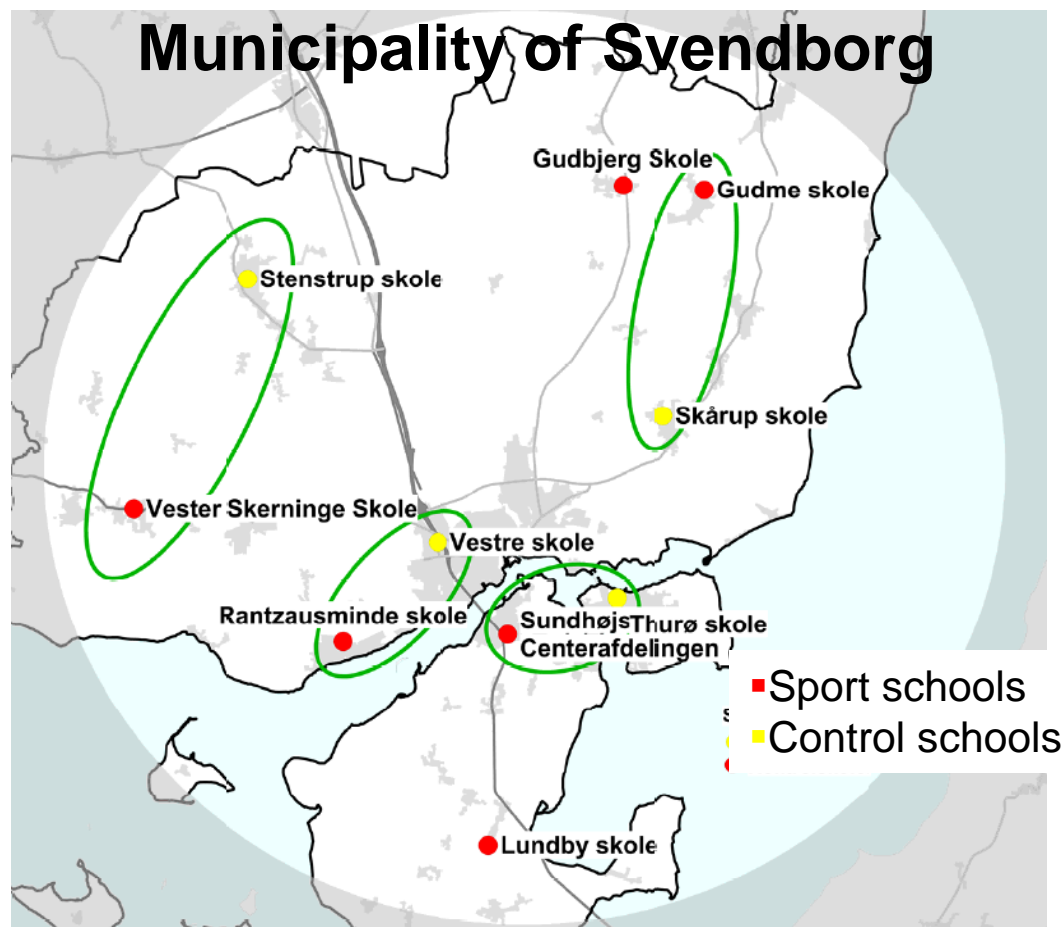 Municipality of Svendborg
Gudbjerg Skole
Gudme skole
Stenstrup skole
Skårup skole
Vester Skerninge Skole
Vestre skole
Rantzausminde skole
Sundhøjs
Thurø skole
Centerafdelingen
Sport schools
Control schools
Lundby skole